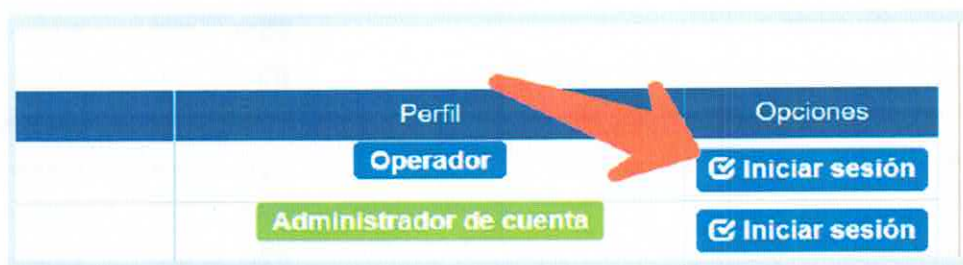 Perfil Opciones
Operador Iniciar sesión
Administrador de cuenta Iniciar sesión